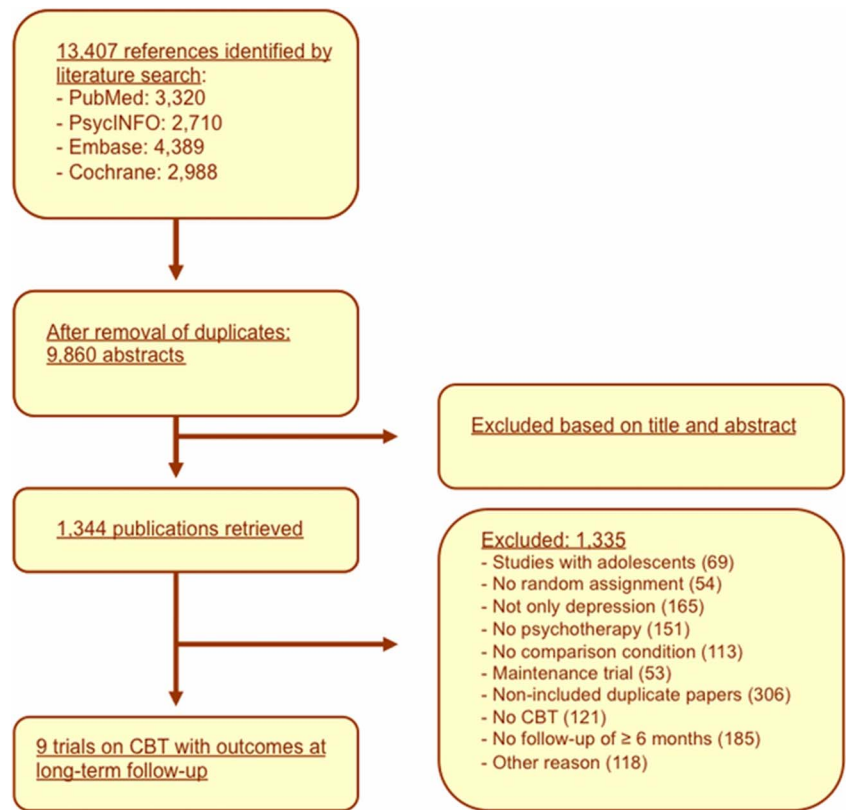 13,407 references identified by
literature search:
- PubMed: 3,320
- PsycINFO: 2,710
- Embase: 4,389
- Cochrane: 2,988
After removal of duplicates:
9,860 abstracts
Excluded based on title and abstract
1,344 publications retrieved
Excluded: 1,335
- Studies with adolescents (69)
- No random assignment (54)
- Not only depression (165)
- No psychotherapy (151)
- No comparison condition (113)
- Maintenance trial (53)
- Non-included duplicate papers (306)
- No CBT (121)
- No follow-up of ≥ 6 months (185)
- Other reason (118)
9 trials on CBT with outcomes at
long-term follow-up